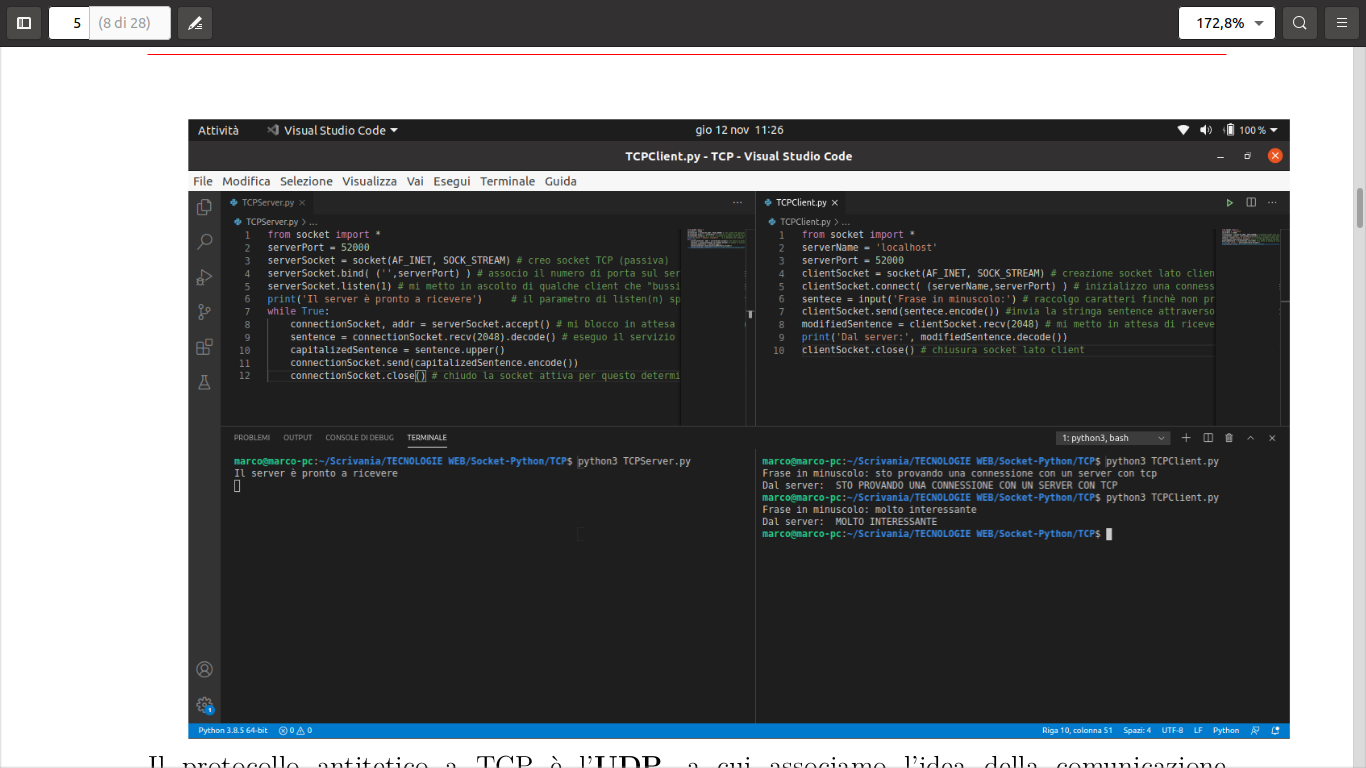 5 (8 di 28) 172,8%
Attività Visual Studio Code gio 12 nov 11:26 100 %
TCPClient.py - TCP - Visual Studio Code
File Modifica Selezione Visualizza Vai Esegui Terminale Guida
TCPServer.py
TCPServer.py > ...
1 from socket import *
2 serverPort = 52000
3 serverSocket = socket(AF_INET, SOCK_STREAM) # creo socket TCP (passiva)
4 serverSocket.bind( ('',serverPort) ) # associo il numero di porta sul ser
5 serverSocket.listen(1) # mi metto in ascolto di qualche client che "bussi
6 print('Il server è pronto a ricevere') # il parametro di listen(n) sp
7 while True:
8 connectionSocket, addr = serverSocket.accept() # mi blocco in attesa
9 sentence = connectionSocket.recv(2048).decode() # eseguo il servizio
10 capitalizedSentence = sentence.upper()
11 connectionSocket.send(capitalizedSentence.encode())
12 connectionSocket.close() # chiudo la socket attiva per questo determi
TCPClient.py
TCPClient.py > ...
1 from socket import *
2 serverName = 'localhost'
3 serverPort = 52000
4 clientSocket = socket(AF_INET, SOCK_STREAM) # creazione socket lato clien
5 clientSocket.connect( (serverName,serverPort) ) # inizializzo una conness
6 sentece = input('Frase in minuscolo:') # raccolgo caratteri finchè non pr
7 clientSocket.send(sentece.encode()) #invia la stringa sentence attraverso
8 modifiedSentence = clientSocket.recv(2048) # mi metto in attesa di riceve
9 print('Dal server:', modifiedSentence.decode())
10 clientSocket.close() # chiusura socket lato client
PROBLEMI OUTPUT CONSOLE DI DEBUG TERMINALE 1: python3, bash
marco@marco-pc:~/Scrivania/TECNOLOGIE WEB/Socket-Python/TCP$ python3 TCPServer.py
Il server è pronto a ricevere
marco@marco-pc:~/Scrivania/TECNOLOGIE WEB/Socket-Python/TCP$ python3 TCPClient.py
Frase in minuscolo: sto provando una connessione con un server con tcp
Dal server: STO PROVANDO UNA CONNESSIONE CON UN SERVER CON TCP
marco@marco-pc:~/Scrivania/TECNOLOGIE WEB/Socket-Python/TCP$ python3 TCPClient.py
Frase in minuscolo: molto interessante
Dal server: MOLTO INTERESSANTE
marco@marco-pc:~/Scrivania/TECNOLOGIE WEB/Socket-Python/TCP$
Python 3.8.5 64-bit 0 0 Riga 10, colonna 51 Spazi: 4 UTF-8 LF Python
Il protocollo antitetico a TCP è l'UDP, a cui associamo l'idea della comunicazione